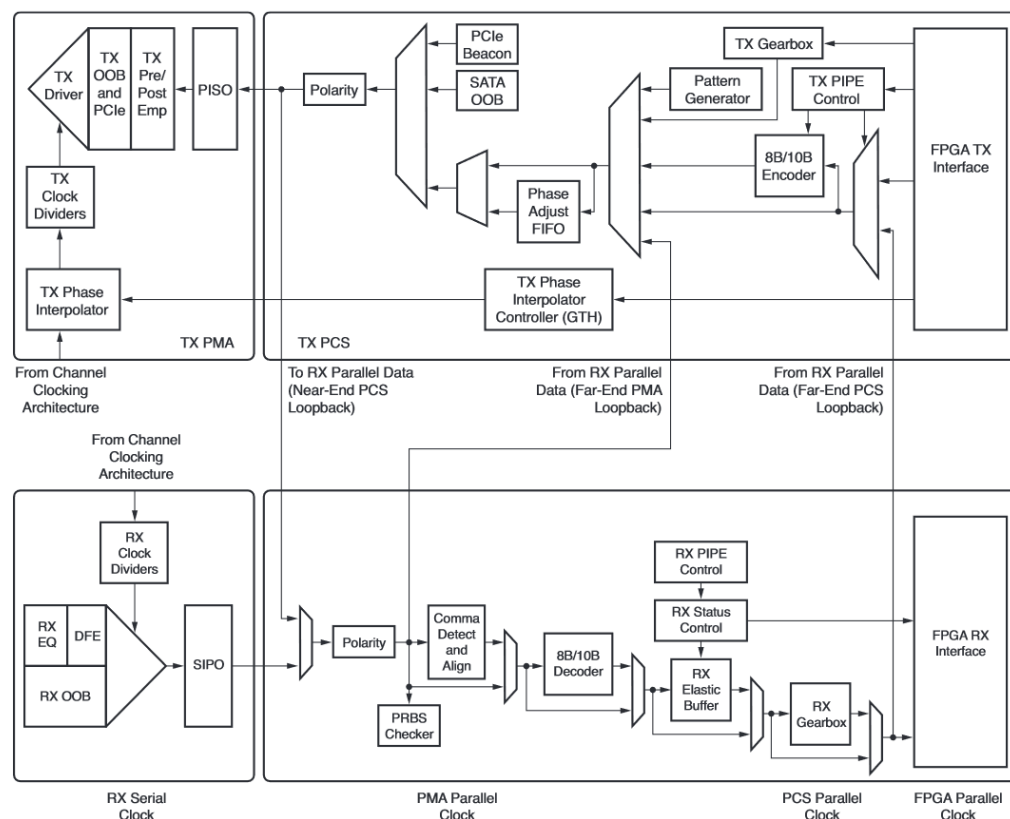 TX
Driver
TX
OOB
and
PCIe
TX
Pre/
Post
Emp
PISO
Polarity
PCIe
Beacon
SATA
OOB
TX Gearbox
Pattern
Generator
TX PIPE
Control
FPGA TX
Interface
8B/10B
Encoder
Phase
Adjust
FIFO
TX
Clock
Dividers
TX Phase
Interpolator
TX Phase
Interpolator
Controller (GTH)
TX PMA
TX PCS
From Channel
Clocking
Architecture
To RX Parallel Data
(Near-End PCS
Loopback)
From RX Parallel
Data (Far-End PMA
Loopback)
From RX Parallel
Data (Far-End PCS
Loopback)
From Channel
Clocking
Architecture
RX
Clock
Dividers
RX
EQ
DFE
RX OOB
SIPO
Polarity
Comma
Detect
and
Align
PRBS
Checker
8B/10B
Decoder
RX PIPE
Control
RX Status
Control
RX
Elastic
Buffer
RX
Gearbox
FPGA RX
Interface
RX Serial
Clock
PMA Parallel
Clock
PCS Parallel
Clock
FPGA Parallel
Clock